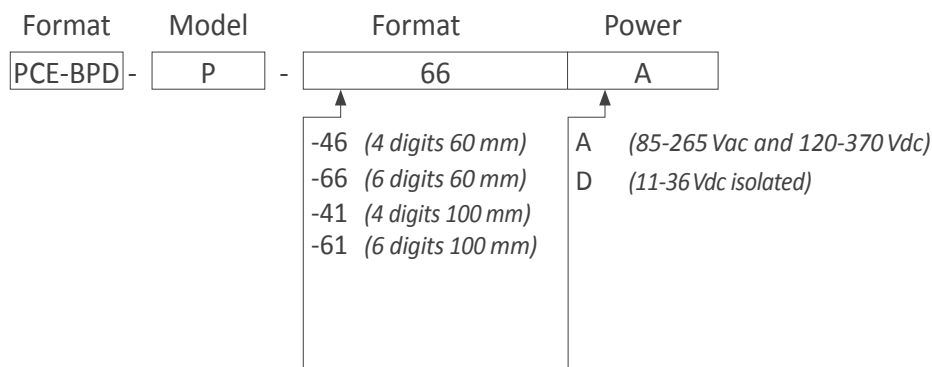 Format Model Format Power
PCE-BPD - P - 66 A
-46 (4 digits 60 mm) A (85-265 Vac and 120-370 Vdc)
-66 (6 digits 60 mm) D (11-36 Vdc isolated)
-41 (4 digits 100 mm)
-61 (6 digits 100 mm)